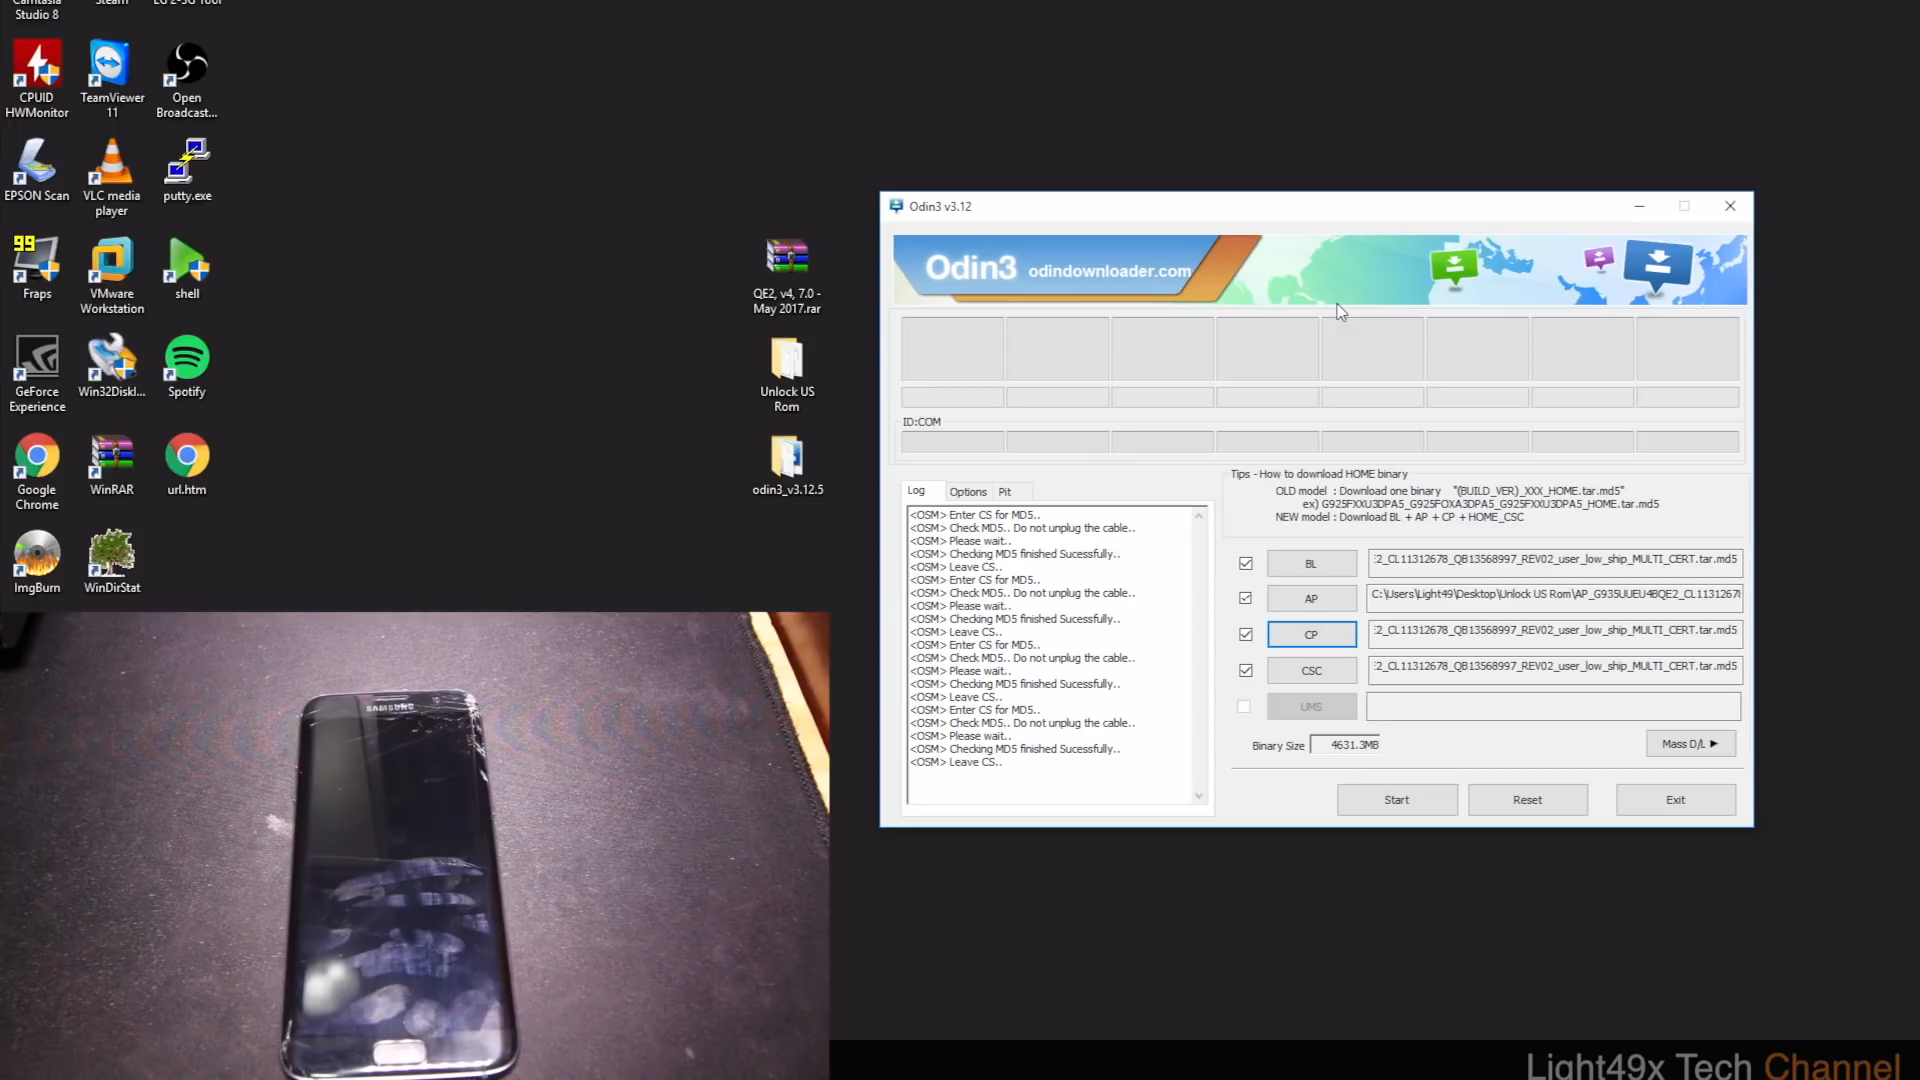 Camtasia
Studio 8
Steam
LG 2-3G Tool
CPUID
HWMonitor
TeamViewer
11
Open
Broadcast...
EPSON Scan
VLC media
player
putty.exe
99
Fraps
VMware
Workstation
shell
GeForce
Experience
Win32DiskI...
Spotify
Google
Chrome
WinRAR
url.htm
ImgBurn
WinDirStat
QE2, v4, 7.0 -
May 2017.rar
Unlock US
Rom
odin3_v3.12.5
SAMSUNG
Odin3 v3.12
Odin3 odindownloader.com
ID:COM
Log
Options
Pit
<OSM> Enter CS for MD5..
<OSM> Check MD5.. Do not unplug the cable..
<OSM> Please wait..
<OSM> Checking MD5 finished Sucessfully..
<OSM> Leave CS..
<OSM> Enter CS for MD5..
<OSM> Check MD5.. Do not unplug the cable..
<OSM> Please wait..
<OSM> Checking MD5 finished Sucessfully..
<OSM> Leave CS..
<OSM> Enter CS for MD5..
<OSM> Check MD5.. Do not unplug the cable..
<OSM> Please wait..
<OSM> Checking MD5 finished Sucessfully..
<OSM> Leave CS..
<OSM> Enter CS for MD5..
<OSM> Check MD5.. Do not unplug the cable..
<OSM> Please wait..
<OSM> Checking MD5 finished Sucessfully..
<OSM> Leave CS..
Tips - How to download HOME binary
OLD model : Download one binary "(BUILD_VER)_XXX_HOME.tar.md5"
ex) G925FXXU3DPA5_G925FOXA3DPA5_G925FXXU3DPA5_HOME.tar.md5
NEW model : Download BL + AP + CP + HOME_CSC
BL
E2_CL11312678_QB13568997_REV02_user_low_ship_MULTI_CERT.tar.md5
AP
C:\Users\Light49\Desktop\Unlock US Rom\AP_G935UUEU4BQE2_CL11312678
CP
E2_CL11312678_QB13568997_REV02_user_low_ship_MULTI_CERT.tar.md5
CSC
E2_CL11312678_QB13568997_REV02_user_low_ship_MULTI_CERT.tar.md5
UMS
Binary Size 4631.3MB
Mass D/L ►
Start
Reset
Exit
Light49x Tech Channel